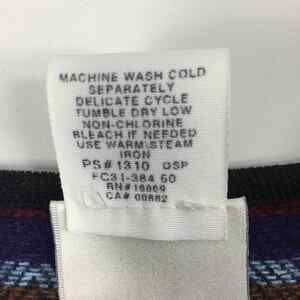 MACHINE WASH COLD
SEPARATELY
DELICATE CYCLE
TUMBLE DRY LOW
NON-CHLORINE
BLEACH IF NEEDED
USE WARM STEAM
IRON
PS# 1310 DSP
FC31-384 60
RN# 16669
CA# 00882